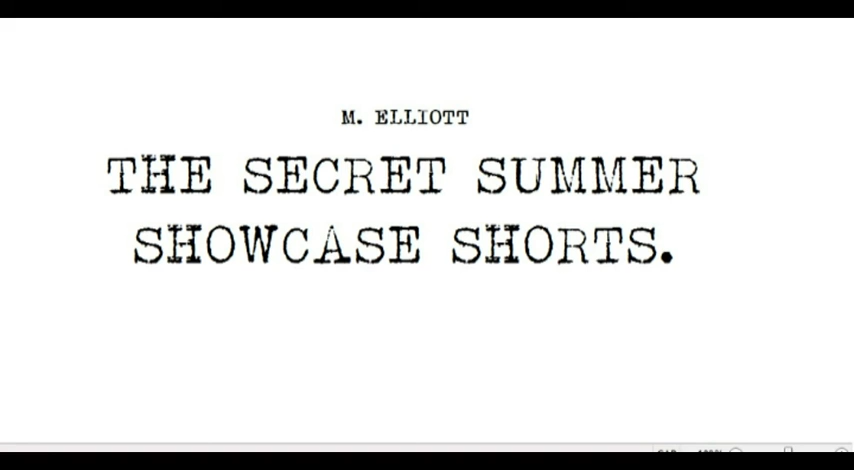 M. ELLIOTT
THE SECRET SUMMER
SHOWCASE SHORTS.